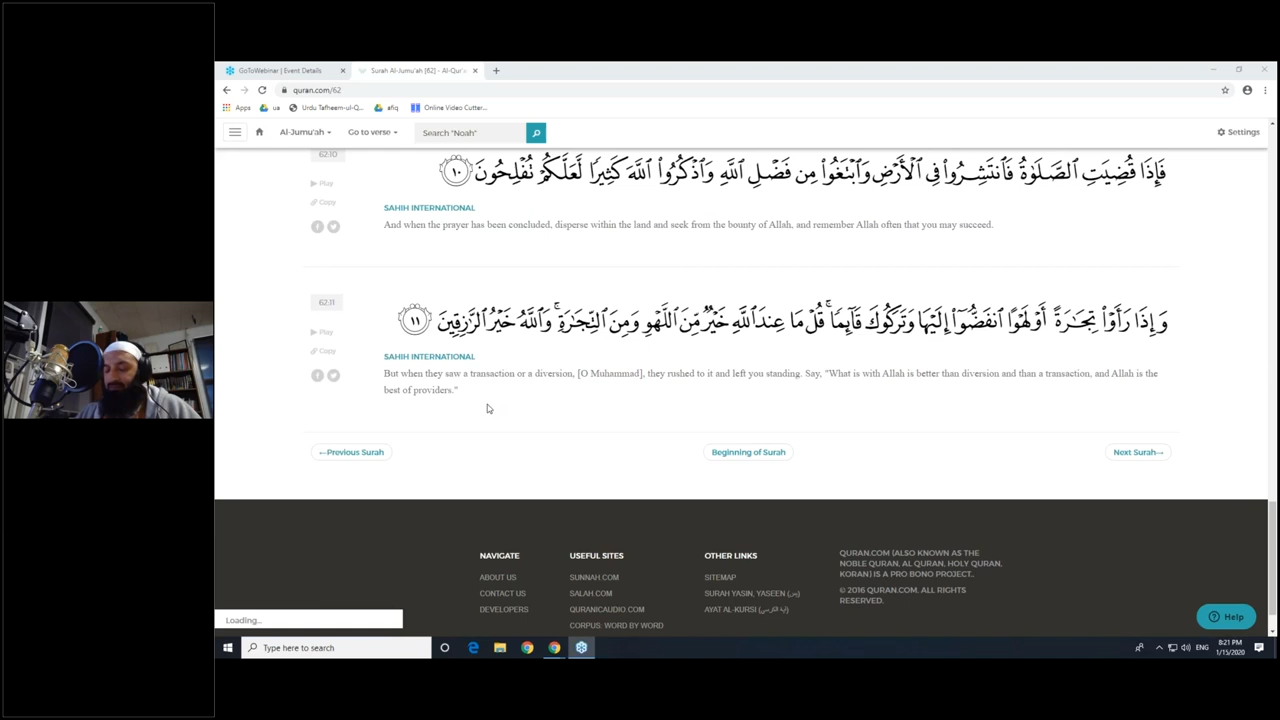 GoToWebinar | Event Details
Surah Al-Jumu'ah [62] - Al-Qur'a
quran.com/62
Apps ua Urdu Tafheem-ul-Q... efiq Online Video Cutter...
Al-Jumu'ah Go to verse Search "Noah" Settings
62:10
فَإِذَا قُضِيَتِ ٱلصَّلَوٰةُ فَٱنتَشِرُوا۟ فِى ٱلْأَرْضِ وَٱبْتَغُوا۟ مِن فَضْلِ ٱللَّهِ وَٱذْكُرُوا۟ ٱللَّهَ كَثِيرًا لَّعَلَّكُمْ تُفْلِحُونَ ١٠
Play
Copy
SAHIH INTERNATIONAL
And when the prayer has been concluded, disperse within the land and seek from the bounty of Allah, and remember Allah often that you may succeed.
62:11
وَإِذَا رَأَوْا۟ تِجَـٰرَةً أَوْ لَهْوًا ٱنفَضُّوٓا۟ إِلَيْهَا وَتَرَكُوكَ قَآئِمًا ۚ قُلْ مَا عِندَ ٱللَّهِ خَيْرٌ مِّنَ ٱللَّهْوِ وَمِنَ ٱلتِّجَـٰرَةِ ۚ وَٱللَّهُ خَيْرُ ٱلرَّٰزِقِينَ ١١
Play
Copy
SAHIH INTERNATIONAL
But when they saw a transaction or a diversion, [O Muhammad], they rushed to it and left you standing. Say, "What is with Allah is better than diversion and than a transaction, and Allah is the
best of providers."
←Previous Surah Beginning of Surah Next Surah→
NAVIGATE USEFUL SITES OTHER LINKS
ABOUT US SUNNAH.COM SITEMAP
CONTACT US SALAH.COM SURAH YASIN, YASEEN (يس)
DEVELOPERS QURANICAUDIO.COM AYAT AL-KURSI (آية الكرسي)
CORPUS: WORD BY WORD
QURAN.COM (ALSO KNOWN AS THE
NOBLE QURAN, AL QURAN, HOLY QURAN,
KORAN) IS A PRO BONO PROJECT..
© 2016 QURAN.COM. ALL RIGHTS
RESERVED.
Loading...
Help
Type here to search
ENG
8:21 PM
1/15/2020